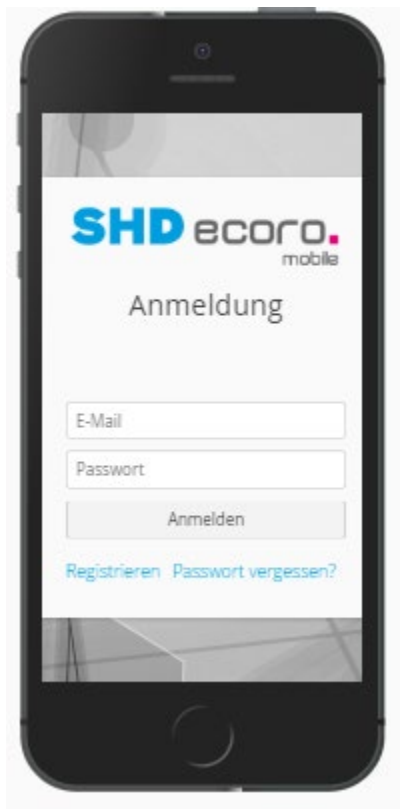 SHD ecoro.
mobile
Anmeldung
E-Mail
Passwort
Anmelden
Registrieren Passwort vergessen?